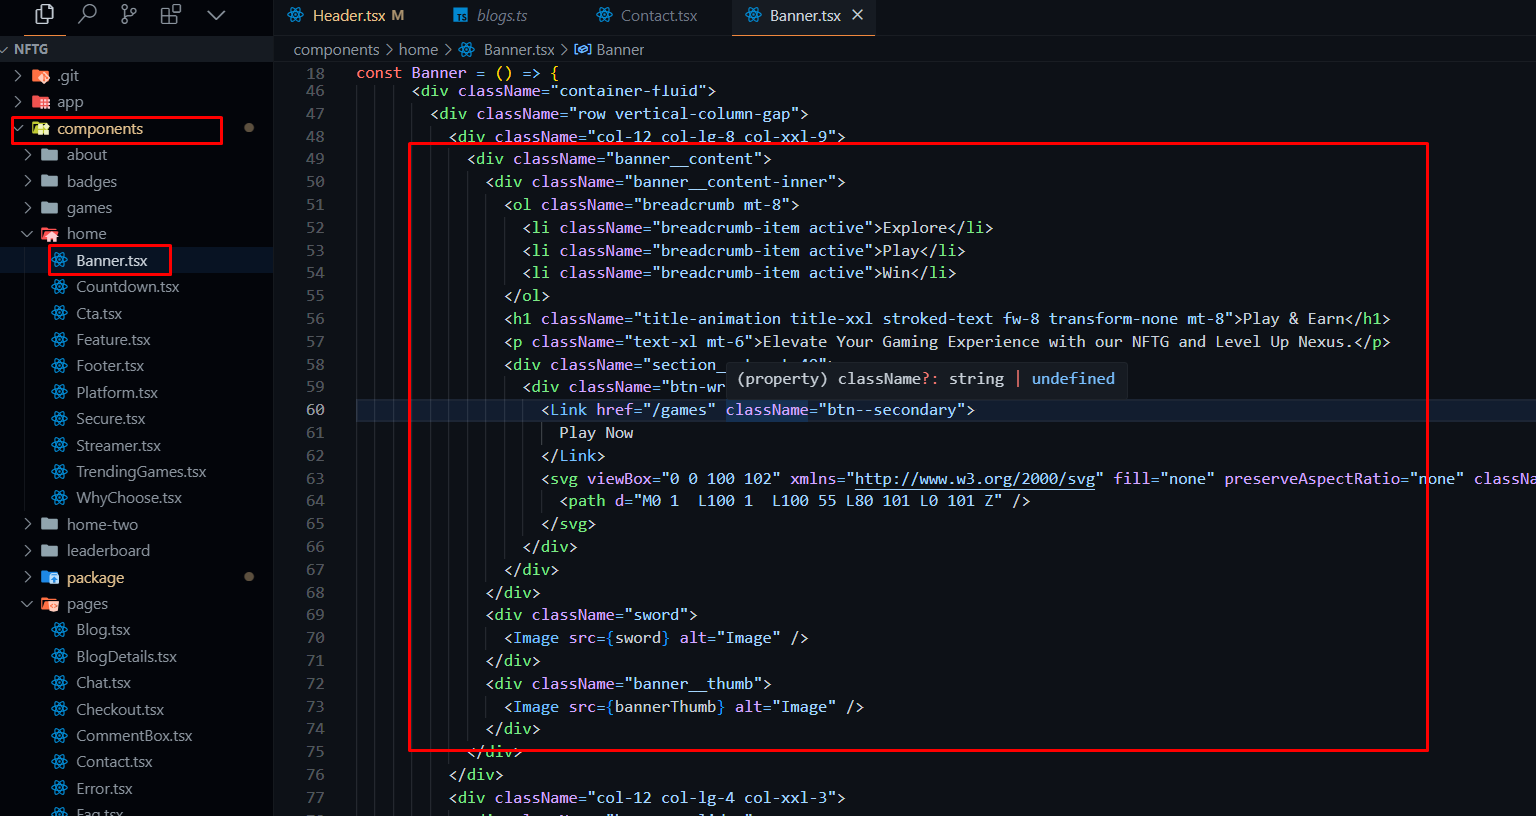 Header.tsx M
blogs.ts
Contact.tsx
Banner.tsx
NFTG
components > home > Banner.tsx > Banner
.git
app
components
about
badges
games
home
Banner.tsx
Countdown.tsx
Cta.tsx
Feature.tsx
Footer.tsx
Platform.tsx
Secure.tsx
Streamer.tsx
TrendingGames.tsx
WhyChoose.tsx
home-two
leaderboard
package
pages
Blog.tsx
BlogDetails.tsx
Chat.tsx
Checkout.tsx
CommentBox.tsx
Contact.tsx
Error.tsx
Faq.tsx
18 const Banner = () => {
46 <div className="container-fluid">
47 <div className="row vertical-column-gap">
48 <div className="col-12 col-lg-8 col-xxl-9">
49 <div className="banner__content">
50 <div className="banner__content-inner">
51 <ol className="breadcrumb mt-8">
52 <li className="breadcrumb-item active">Explore</li>
53 <li className="breadcrumb-item active">Play</li>
54 <li className="breadcrumb-item active">Win</li>
55 </ol>
56 <h1 className="title-animation title-xxl stroked-text fw-8 transform-none mt-8">Play & Earn</h1>
57 <p className="text-xl mt-6">Elevate Your Gaming Experience with our NFTG and Level Up Nexus.</p>
58 <div className="section_
(property) className?: string | undefined
59 <div className="btn-wr
60 <Link href="/games" className="btn--secondary">
61 Play Now
62 </Link>
63 <svg viewBox="0 0 100 102" xmlns="http://www.w3.org/2000/svg" fill="none" preserveAspectRatio="none" classNa
64 <path d="M0 1  L100 1  L100 55 L80 101 L0 101 Z" />
65 </svg>
66 </div>
67 </div>
68 </div>
69 <div className="sword">
70 <Image src={sword} alt="Image" />
71 </div>
72 <div className="banner__thumb">
73 <Image src={bannerThumb} alt="Image" />
74 </div>
75 </div>
76 </div>
77 <div className="col-12 col-lg-4 col-xxl-3">